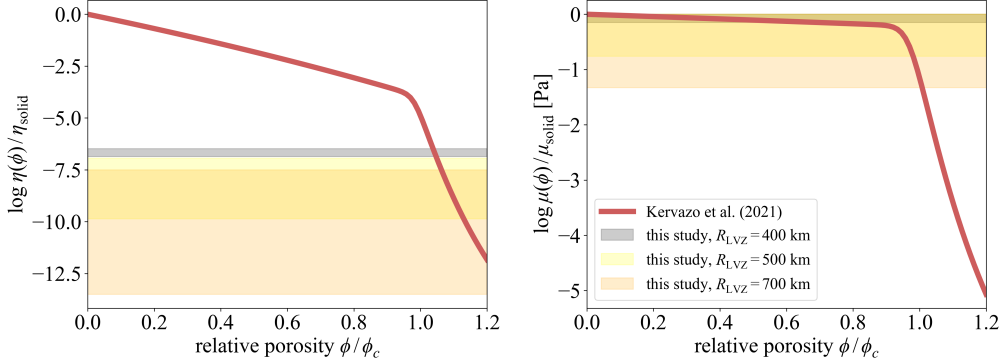 0.0
−2.5
−5.0
−7.5
−10.0
−12.5
log η(ϕ)/η_solid
0.0 0.2 0.4 0.6 0.8 1.0 1.2
relative porosity ϕ/ϕ_c
0
−1
−2
−3
−4
−5
log μ(ϕ)/μ_solid [Pa]
Kervazo et al. (2021)
this study, R_LVZ = 400 km
this study, R_LVZ = 500 km
this study, R_LVZ = 700 km
0.0 0.2 0.4 0.6 0.8 1.0 1.2
relative porosity ϕ/ϕ_c